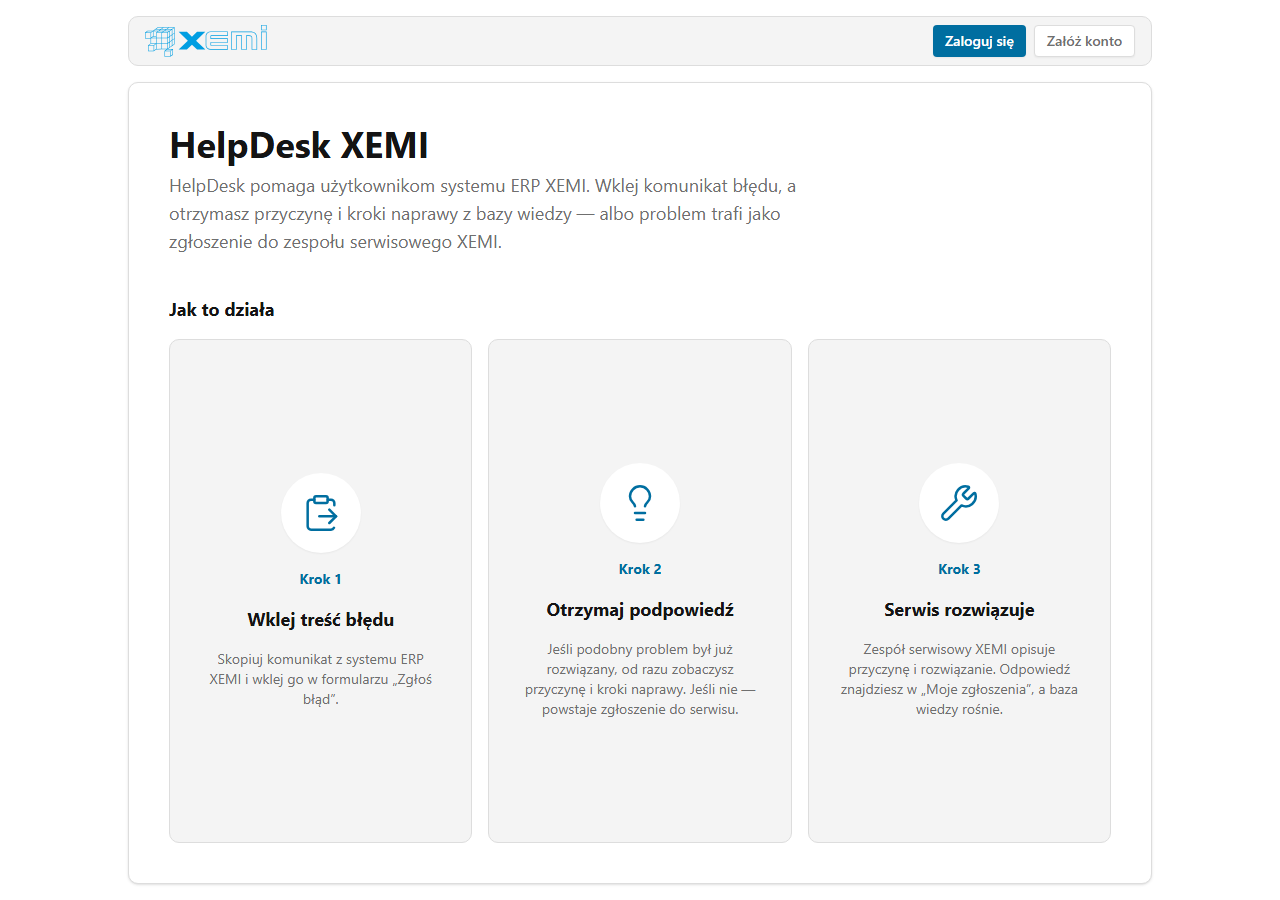 xemi
Zaloguj się
Załóż konto
HelpDesk XEMI
HelpDesk pomaga użytkownikom systemu ERP XEMI. Wklej komunikat błędu, a
otrzymasz przyczynę i kroki naprawy z bazy wiedzy — albo problem trafi jako
zgłoszenie do zespołu serwisowego XEMI.
Jak to działa
Krok 1
Wklej treść błędu
Skopiuj komunikat z systemu ERP
XEMI i wklej go w formularzu „Zgłoś
błąd”.
Krok 2
Otrzymaj podpowiedź
Jeśli podobny problem był już
rozwiązany, od razu zobaczysz
przyczynę i kroki naprawy. Jeśli nie —
powstaje zgłoszenie do serwisu.
Krok 3
Serwis rozwiązuje
Zespół serwisowy XEMI opisuje
przyczynę i rozwiązanie. Odpowiedź
znajdziesz w „Moje zgłoszenia”, a baza
wiedzy rośnie.